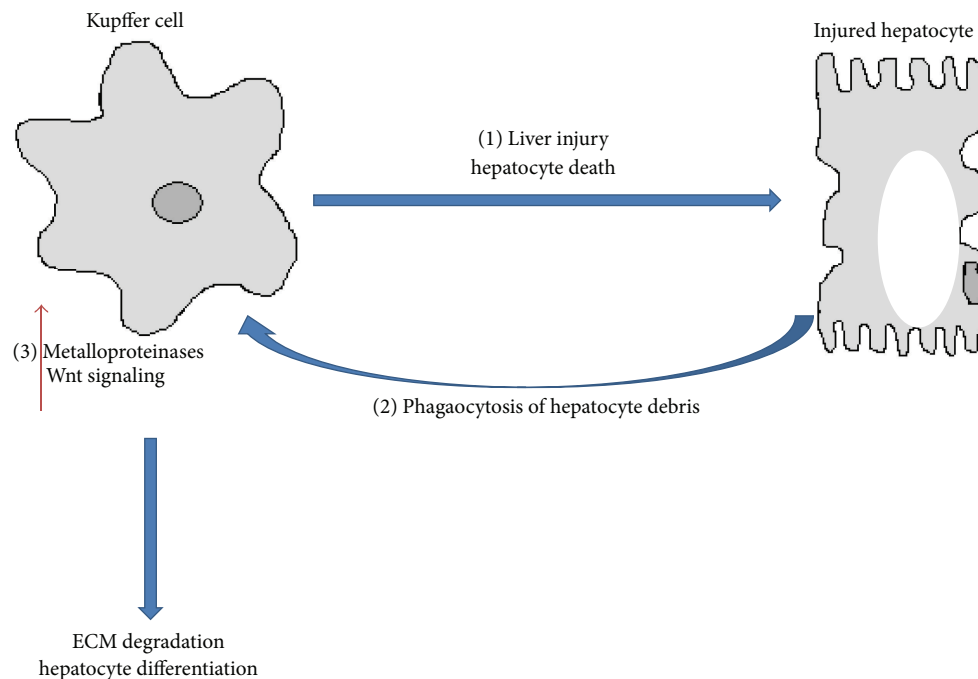 Kupffer cell
Injured hepatocyte
(1) Liver injury
hepatocyte death
(3) Metalloproteinases
Wnt signaling
(2) Phagaocytosis of hepatocyte debris
ECM degradation
hepatocyte differentiation